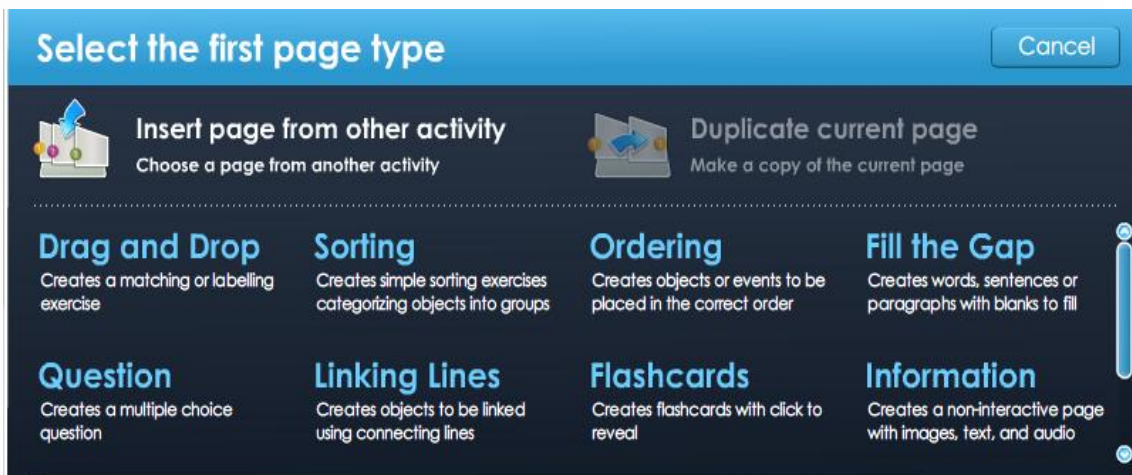 Select the first page type
Cancel
Insert page from other activity
Choose a page from another activity
Duplicate current page
Make a copy of the current page
Drag and Drop
Creates a matching or labelling
exercise
Sorting
Creates simple sorting exercises
categorizing objects into groups
Ordering
Creates objects or events to be
placed in the correct order
Fill the Gap
Creates words, sentences or
paragraphs with blanks to fill
Question
Creates a multiple choice
question
Linking Lines
Creates objects to be linked
using connecting lines
Flashcards
Creates flashcards with click to
reveal
Information
Creates a non-interactive page
with images, text, and audio